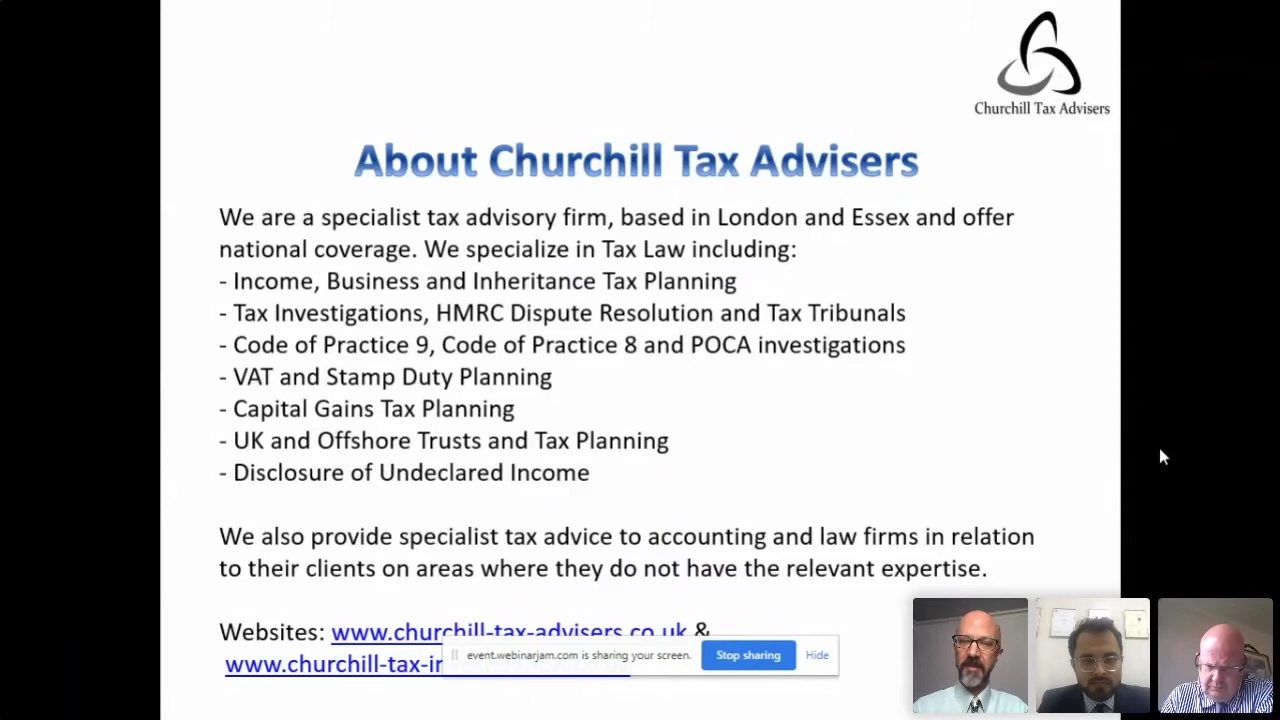 Churchill Tax Advisers
About Churchill Tax Advisers
We are a specialist tax advisory firm, based in London and Essex and offer
national coverage. We specialize in Tax Law including:
- Income, Business and Inheritance Tax Planning
- Tax Investigations, HMRC Dispute Resolution and Tax Tribunals
- Code of Practice 9, Code of Practice 8 and POCA investigations
- VAT and Stamp Duty Planning
- Capital Gains Tax Planning
- UK and Offshore Trusts and Tax Planning
- Disclosure of Undeclared Income
We also provide specialist tax advice to accounting and law firms in relation
to their clients on areas where they do not have the relevant expertise.
Websites: www.churchill-tax-advisers.co.uk &
www.churchill-tax-in
event.webinarjam.com is sharing your screen. Stop sharing Hide